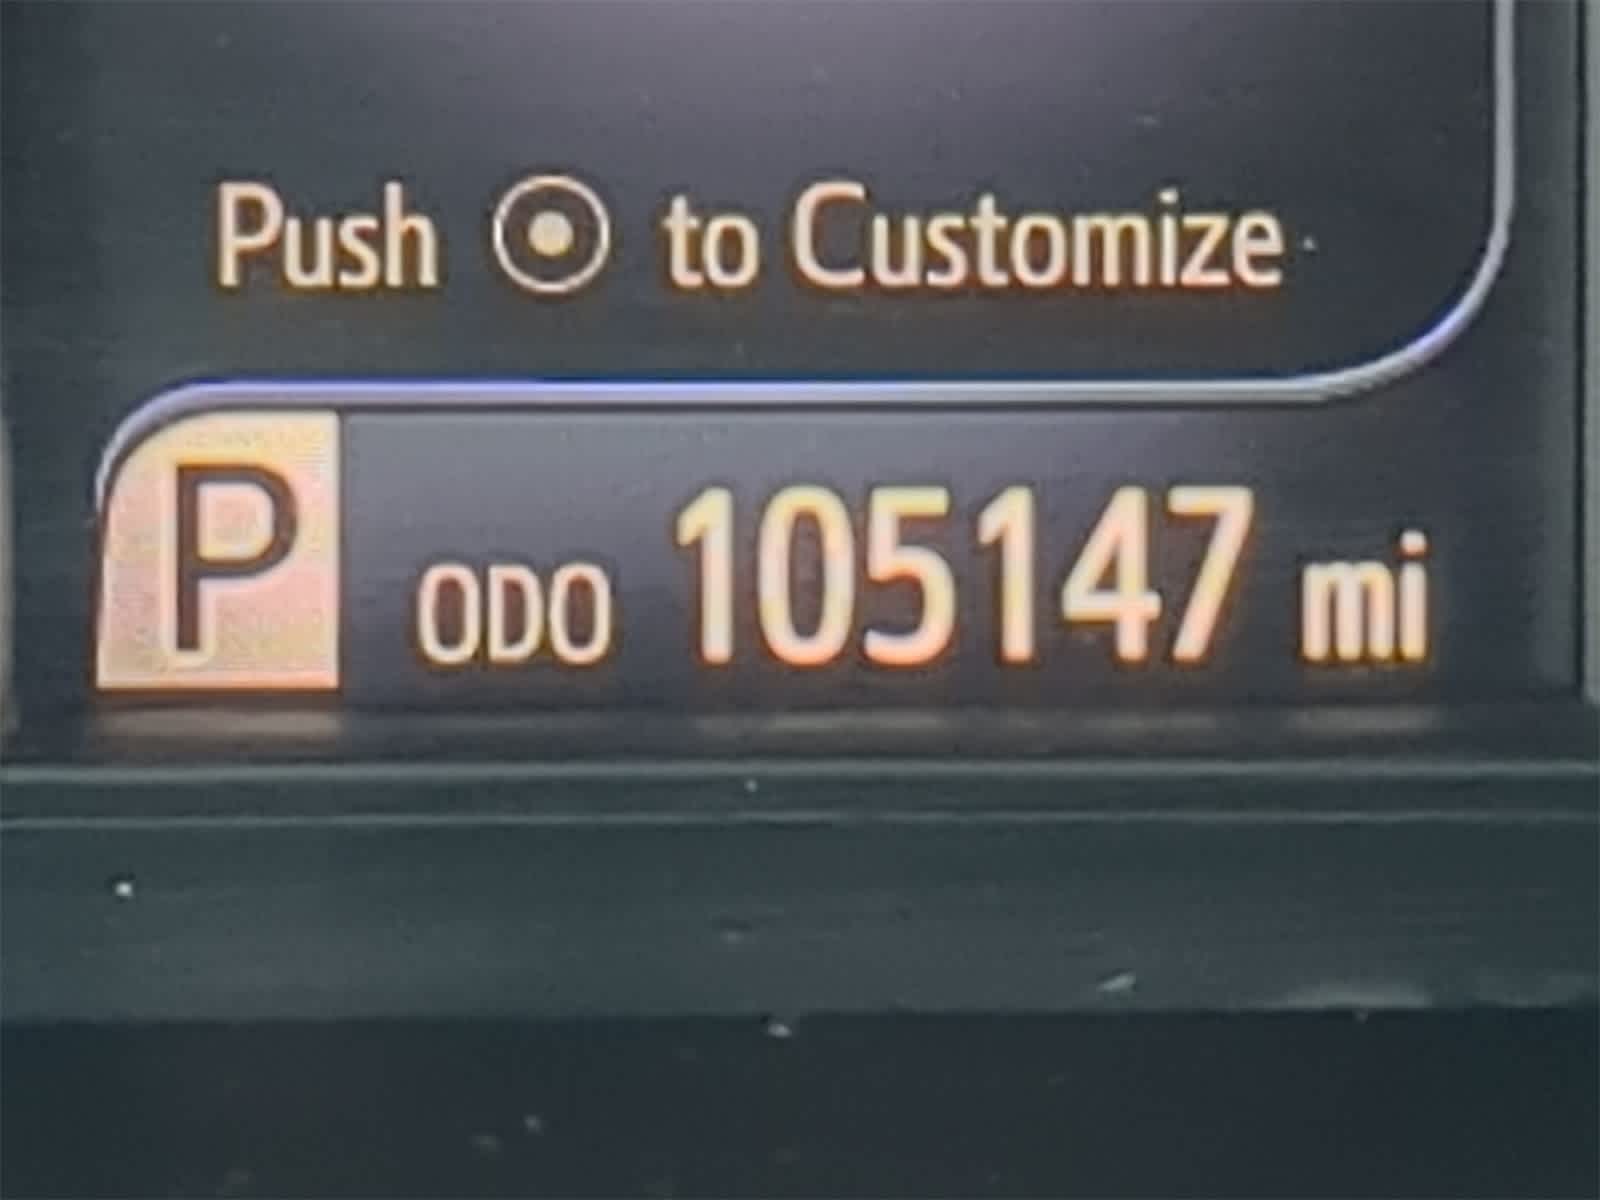 Push to Customize
P ODO 105147 mi